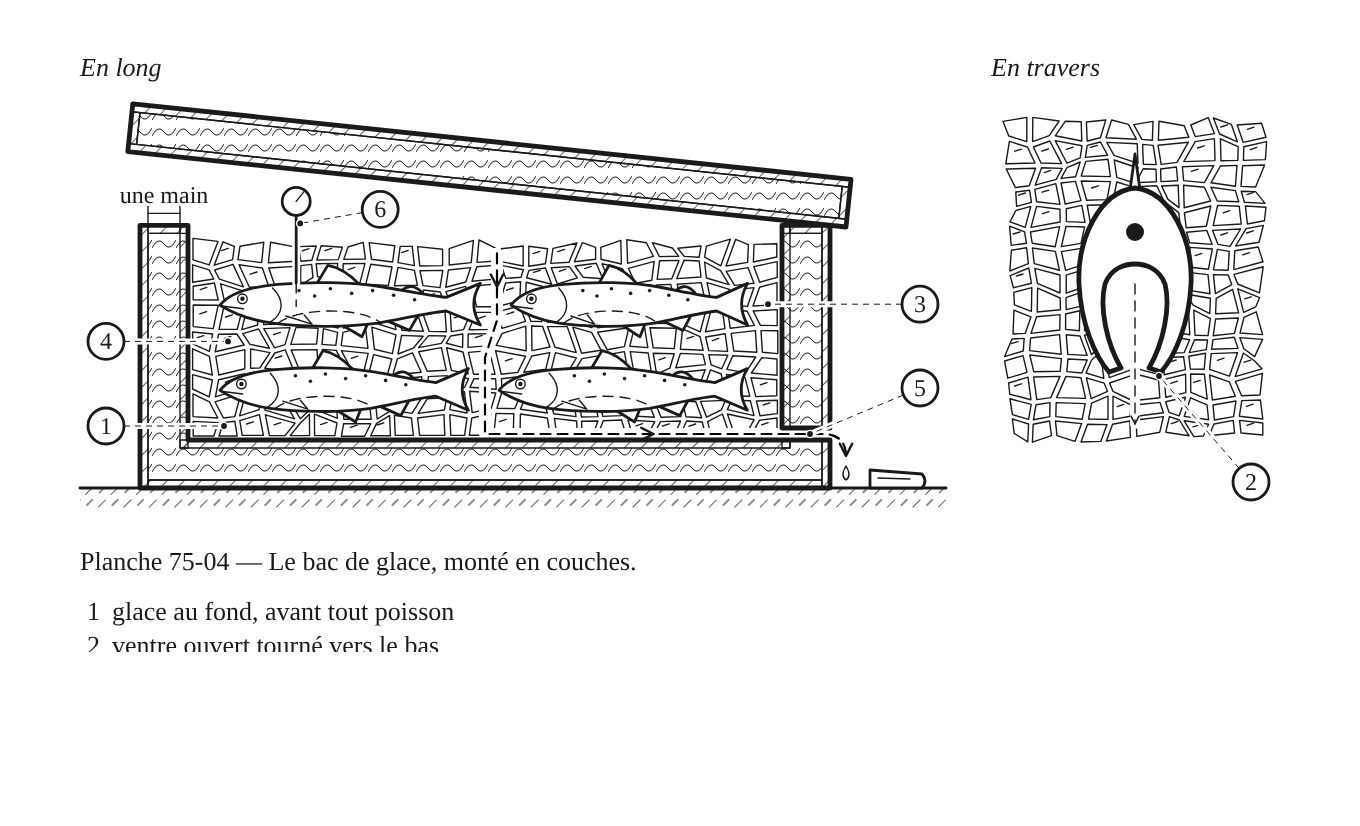 En long
En travers
une main
6
3
4
5
1
2
Planche 75-04 — Le bac de glace, monté en couches.
1 glace au fond, avant tout poisson
2 ventre ouvert tourné vers le bas